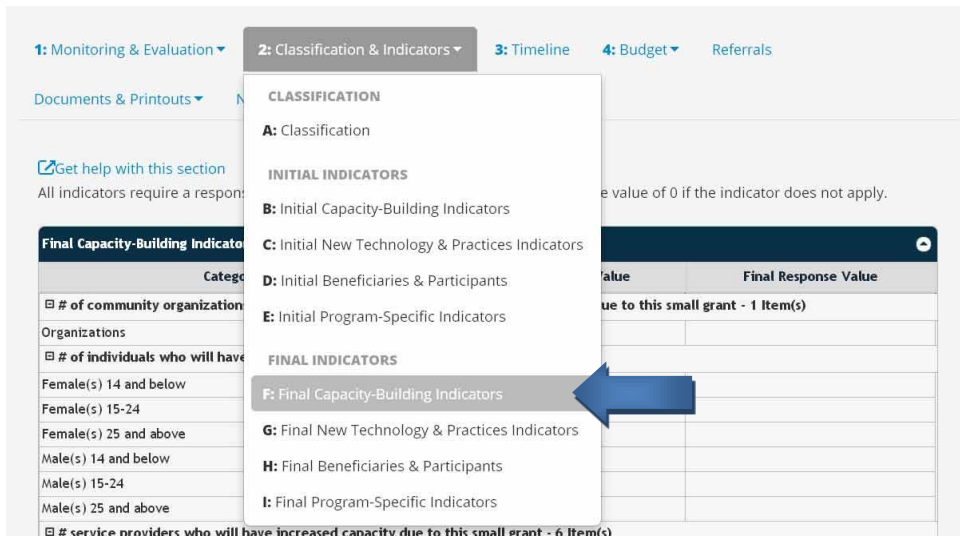 1: Monitoring & Evaluation 2: Classification & Indicators 3: Timeline 4: Budget Referrals
Documents & Printouts N
CLASSIFICATION
A: Classification
INITIAL INDICATORS
B: Initial Capacity-Building Indicators
C: Initial New Technology & Practices Indicators
D: Initial Beneficiaries & Participants
E: Initial Program-Specific Indicators
FINAL INDICATORS
F: Final Capacity-Building Indicators
G: Final New Technology & Practices Indicators
H: Final Beneficiaries & Participants
I: Final Program-Specific Indicators
Get help with this section
All indicators require a respon e value of 0 if the indicator does not apply.
Final Capacity-Building Indicato
Catego alue Final Response Value
# of community organization ue to this small grant - 1 Item(s)
Organizations
# of individuals who will have
Female(s) 14 and below
Female(s) 15-24
Female(s) 25 and above
Male(s) 14 and below
Male(s) 15-24
Male(s) 25 and above
# service providers who will have increased capacity due to this small grant - 6 Item(s)